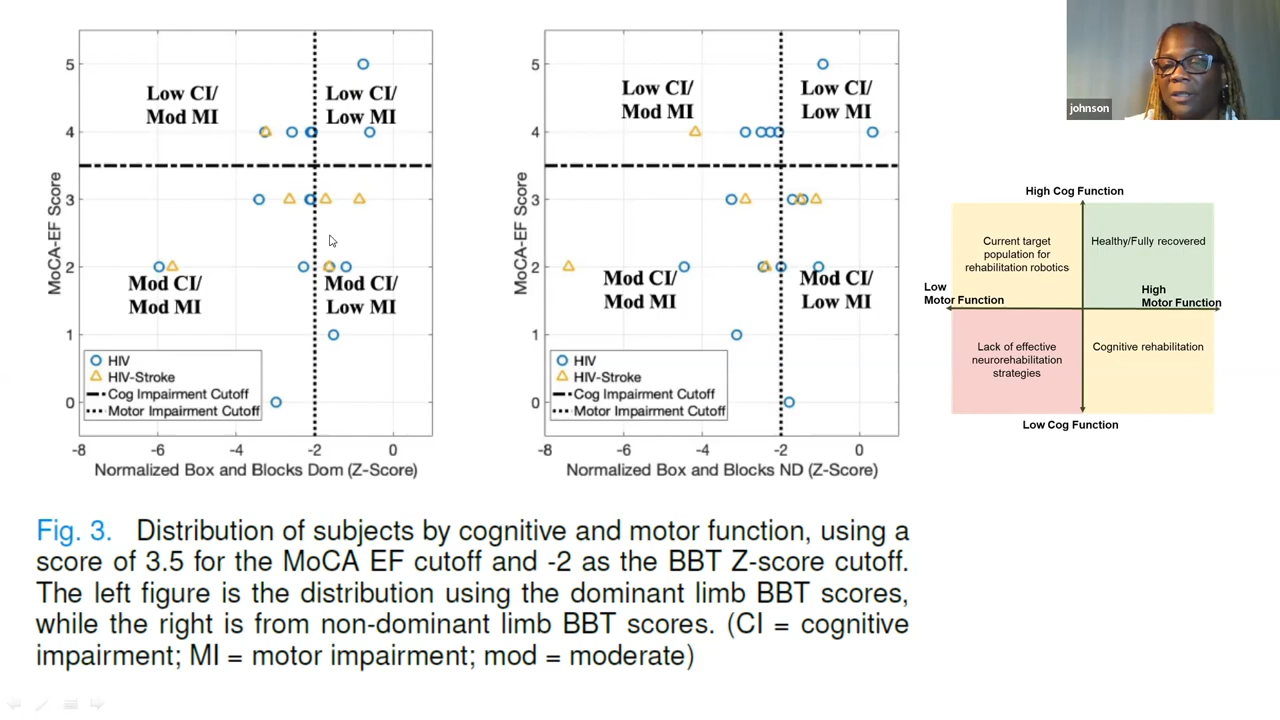 5
4
3
2
1
0
MoCA-EF Score
Low CI/
Mod MI
Low CI/
Low MI
Mod CI/
Mod MI
Mod CI/
Low MI
HIV
HIV-Stroke
Cog Impairment Cutoff
Motor Impairment Cutoff
-8
-6
-4
-2
0
Normalized Box and Blocks Dom (Z-Score)
5
4
3
2
1
0
MoCA-EF Score
Low CI/
Mod MI
Low CI/
Low MI
Mod CI/
Mod MI
Mod CI/
Low MI
HIV
HIV-Stroke
Cog Impairment Cutoff
Motor Impairment Cutoff
-8
-6
-4
-2
0
Normalized Box and Blocks ND (Z-Score)
johnson
High Cog Function
Current target
population for
rehabilitation robotics
Healthy/Fully recovered
Low
Motor Function
High
Motor Function
Lack of effective
neurorehabilitation
strategies
Cognitive rehabilitation
Low Cog Function
Fig. 3. Distribution of subjects by cognitive and motor function, using a
score of 3.5 for the MoCA EF cutoff and -2 as the BBT Z-score cutoff.
The left figure is the distribution using the dominant limb BBT scores,
while the right is from non-dominant limb BBT scores. (CI = cognitive
impairment; MI = motor impairment; mod = moderate)